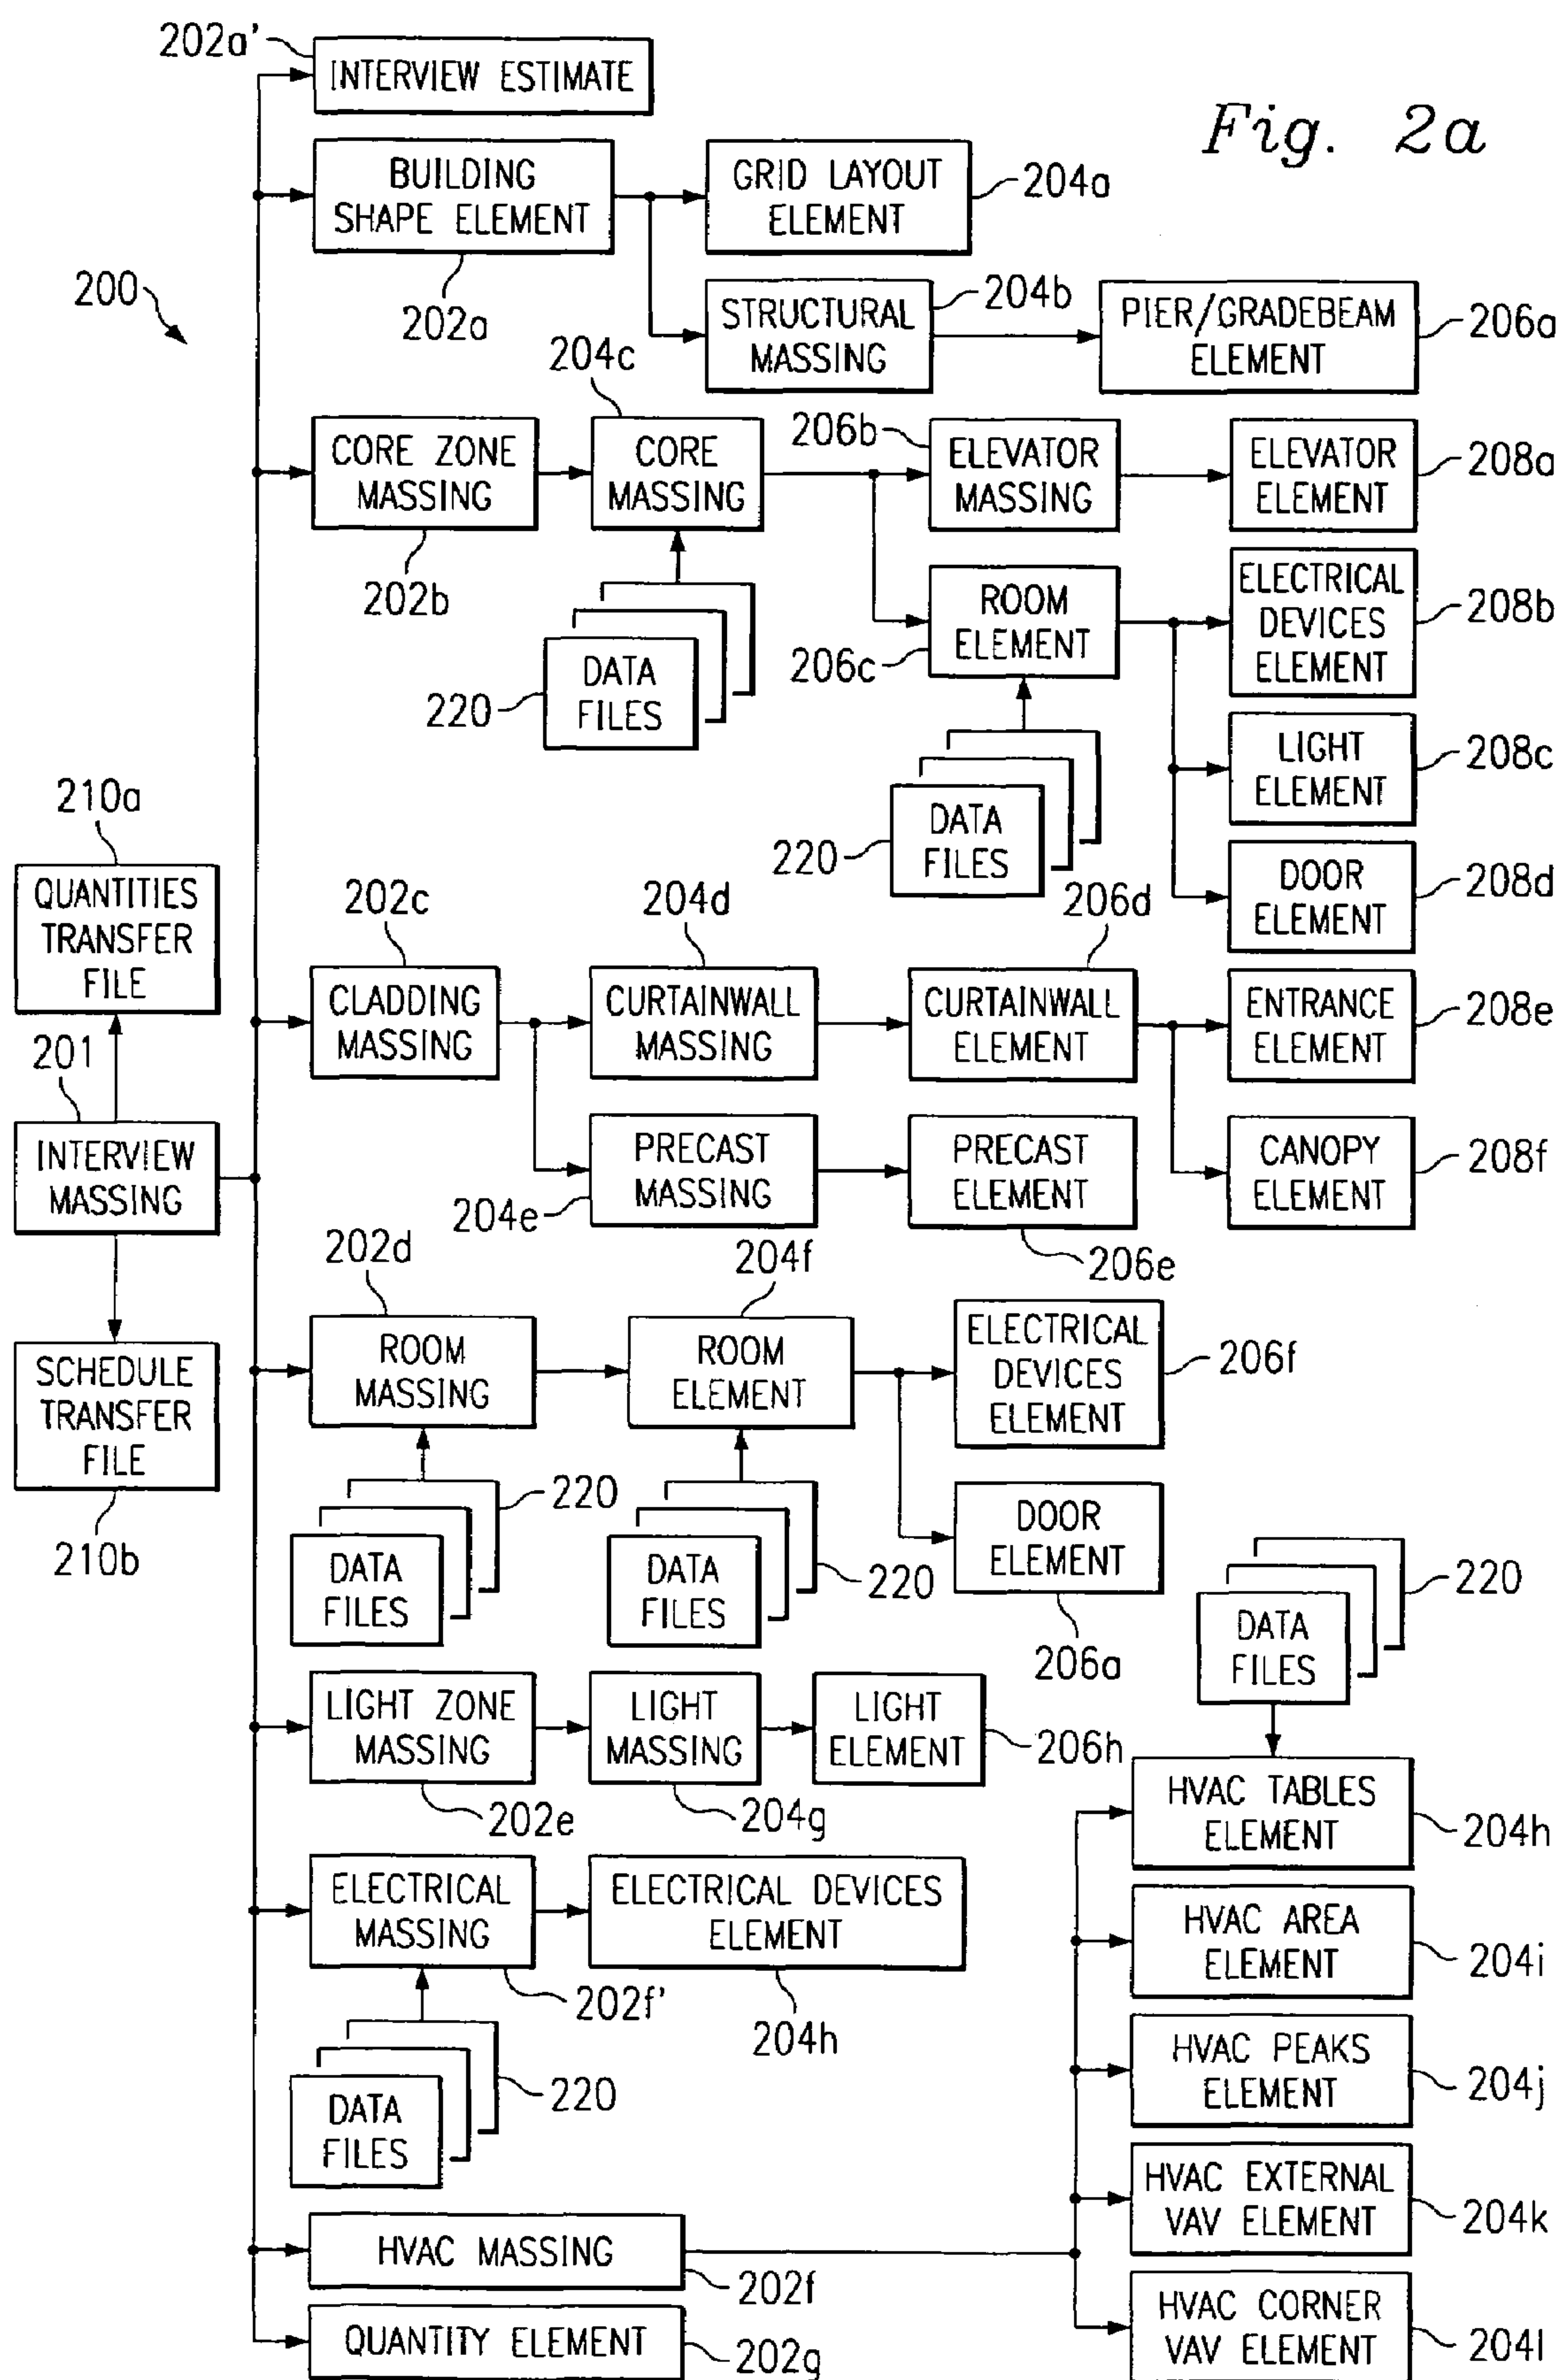 202a'
INTERVIEW ESTIMATE
Fig. 2a
BUILDING
SHAPE ELEMENT
202a
GRID LAYOUT
ELEMENT
204a
200
STRUCTURAL
MASSING
204b
PIER/GRADEBEAM
ELEMENT
206a
CORE ZONE
MASSING
202b
204c
CORE
MASSING
206b
ELEVATOR
MASSING
ELEVATOR
ELEMENT
208a
220
DATA
FILES
ROOM
ELEMENT
206c
ELECTRICAL
DEVICES
ELEMENT
208b
220
DATA
FILES
LIGHT
ELEMENT
208c
DOOR
ELEMENT
208d
210a
QUANTITIES
TRANSFER
FILE
201
INTERVIEW
MASSING
SCHEDULE
TRANSFER
FILE
210b
202c
CLADDING
MASSING
204d
CURTAINWALL
MASSING
206d
CURTAINWALL
ELEMENT
ENTRANCE
ELEMENT
208e
PRECAST
MASSING
204e
PRECAST
ELEMENT
206e
CANOPY
ELEMENT
208f
202d
ROOM
MASSING
204f
ROOM
ELEMENT
ELECTRICAL
DEVICES
ELEMENT
206f
220
DATA
FILES
220
DATA
FILES
DOOR
ELEMENT
206a
220
DATA
FILES
LIGHT ZONE
MASSING
202e
LIGHT
MASSING
204g
LIGHT
ELEMENT
206h
HVAC TABLES
ELEMENT
204h
ELECTRICAL
MASSING
202f'
ELECTRICAL DEVICES
ELEMENT
204h
HVAC AREA
ELEMENT
204i
220
DATA
FILES
HVAC PEAKS
ELEMENT
204j
HVAC EXTERNAL
VAV ELEMENT
204k
HVAC MASSING
202f
HVAC CORNER
VAV ELEMENT
204l
QUANTITY ELEMENT
202g